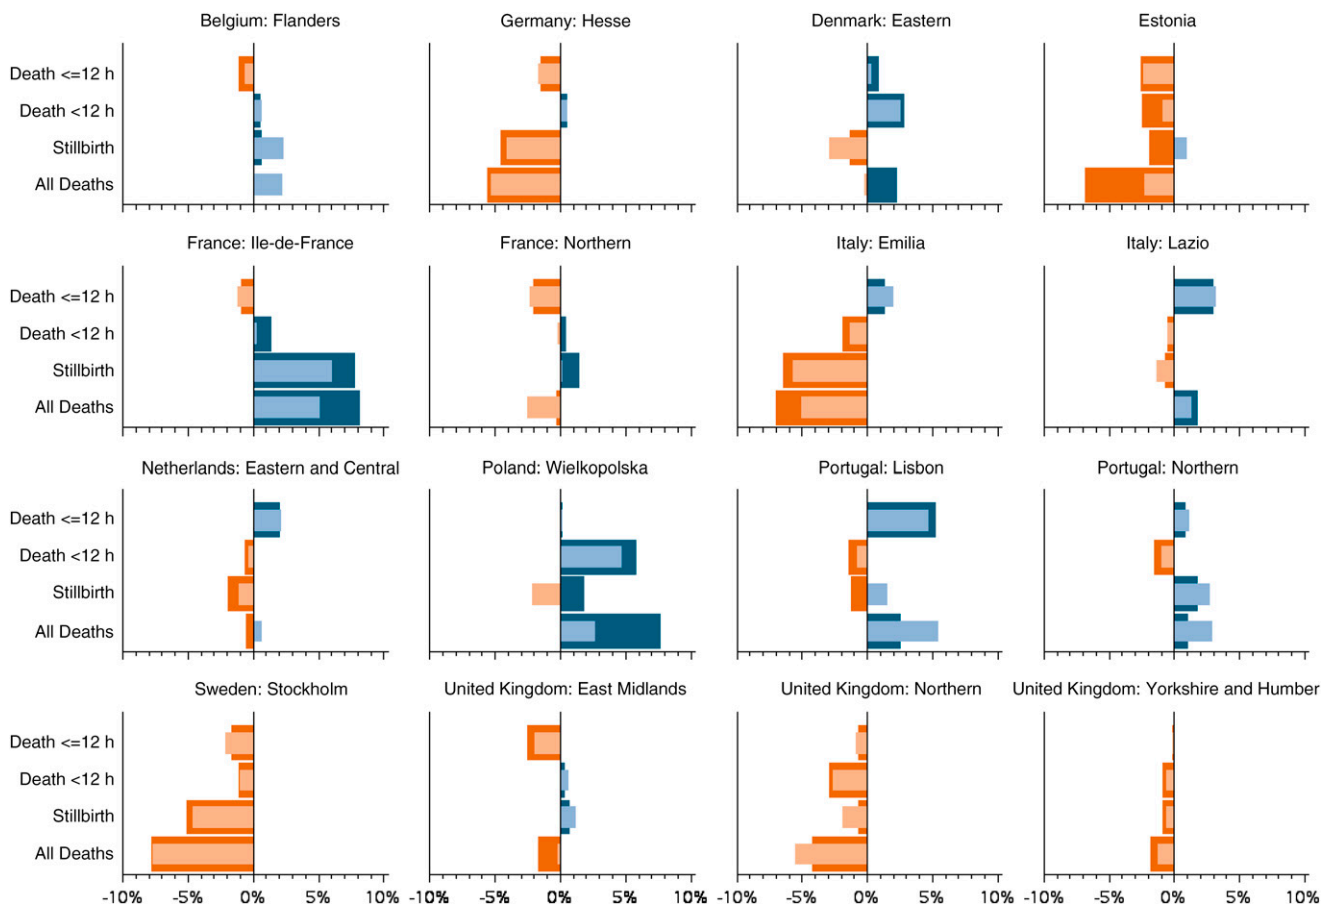 Belgium: Flanders Germany: Hesse Denmark: Eastern Estonia
Death <=12 h
Death <12 h
Stillbirth
All Deaths
France: Ile-de-France France: Northern Italy: Emilia Italy: Lazio
Death <=12 h
Death <12 h
Stillbirth
All Deaths
Netherlands: Eastern and Central Poland: Wielkopolska Portugal: Lisbon Portugal: Northern
Death <=12 h
Death <12 h
Stillbirth
All Deaths
Sweden: Stockholm United Kingdom: East Midlands United Kingdom: Northern United Kingdom: Yorkshire and Humber
Death <=12 h
Death <12 h
Stillbirth
All Deaths
-10% -5% 0% 5% 10% -10% -5% 0% 5% 10% -10% -5% 0% 5% 10% -10% -5% 0% 5% 10%